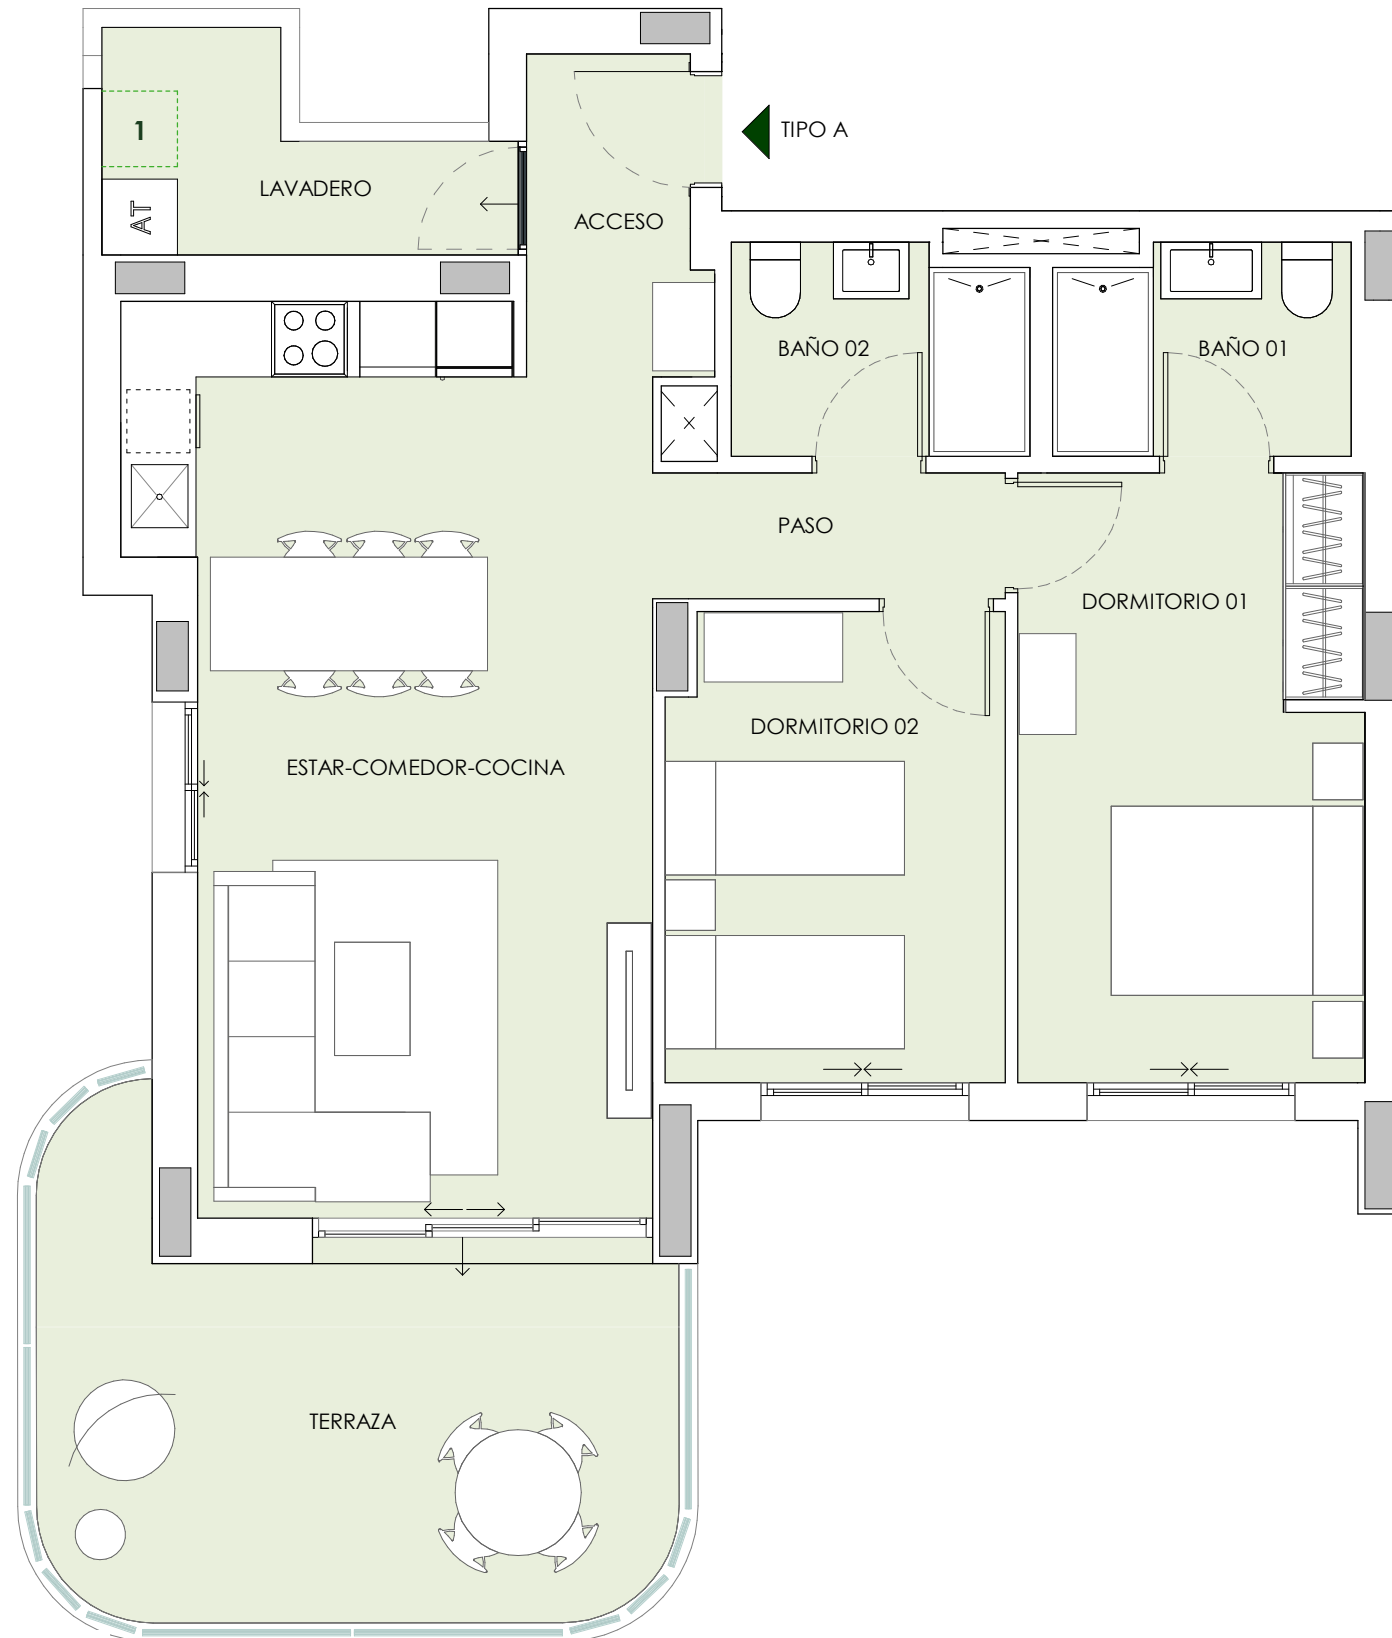 1
TIPO A
LAVADERO
AT
ACCESO
BAÑO 02
BAÑO 01
PASO
DORMITORIO 01
DORMITORIO 02
ESTAR-COMEDOR-COCINA
TERRAZA